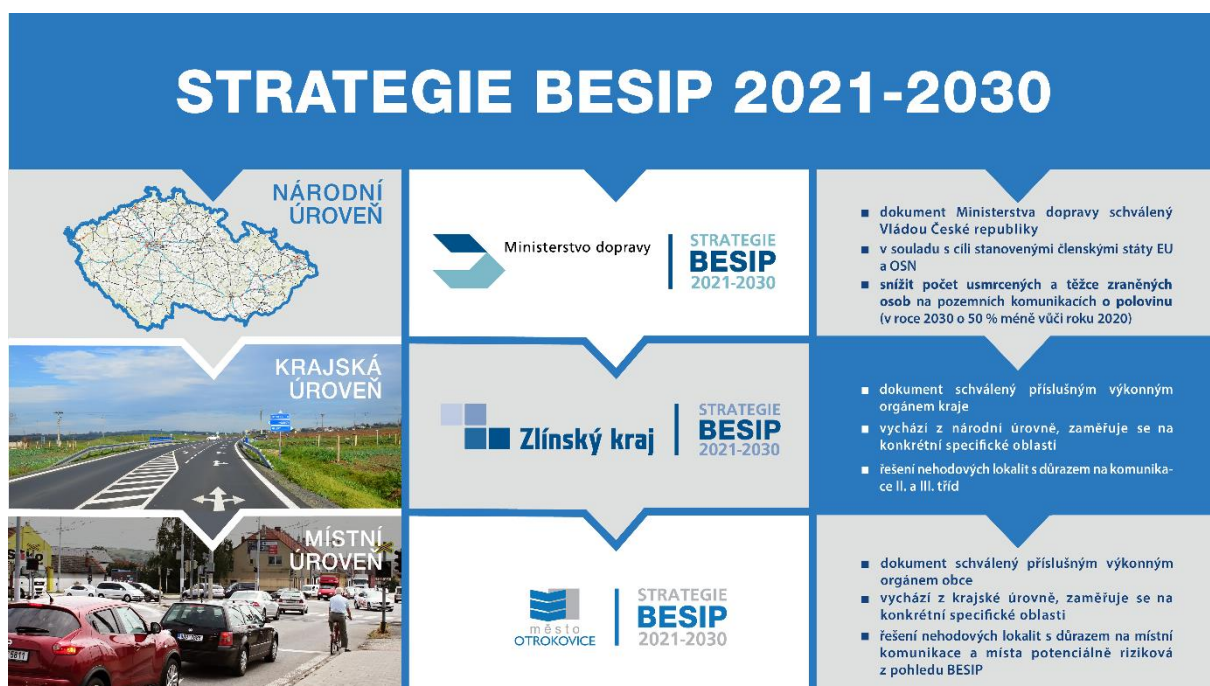 STRATEGIE BESIP 2021-2030
NÁRODNÍ
ÚROVEŇ
Ministerstvo dopravy
STRATEGIE
BESIP
2021-2030
dokument Ministerstva dopravy schválený
Vládou České republiky
v souladu s cíli stanovenými členskými státy EU
a OSN
snížit počet usmrcených a těžce zraněných
osob na pozemních komunikacích o polovinu
(v roce 2030 o 50 % méně vůči roku 2020)
KRAJSKÁ
ÚROVEŇ
Zlínský kraj
STRATEGIE
BESIP
2021-2030
dokument schválený příslušným výkonným
orgánem kraje
vychází z národní úrovně, zaměřuje se na
konkrétní specifické oblasti
řešení nehodových lokalit s důrazem na komunika-
ce II. a III. tříd
MÍSTNÍ
ÚROVEŇ
město
OTROKOVICE
STRATEGIE
BESIP
2021-2030
dokument schválený příslušným výkonným
orgánem obce
vychází z krajské úrovně, zaměřuje se na
konkrétní specifické oblasti
řešení nehodových lokalit s důrazem na místní
komunikace a místa potenciálně riziková
z pohledu BESIP